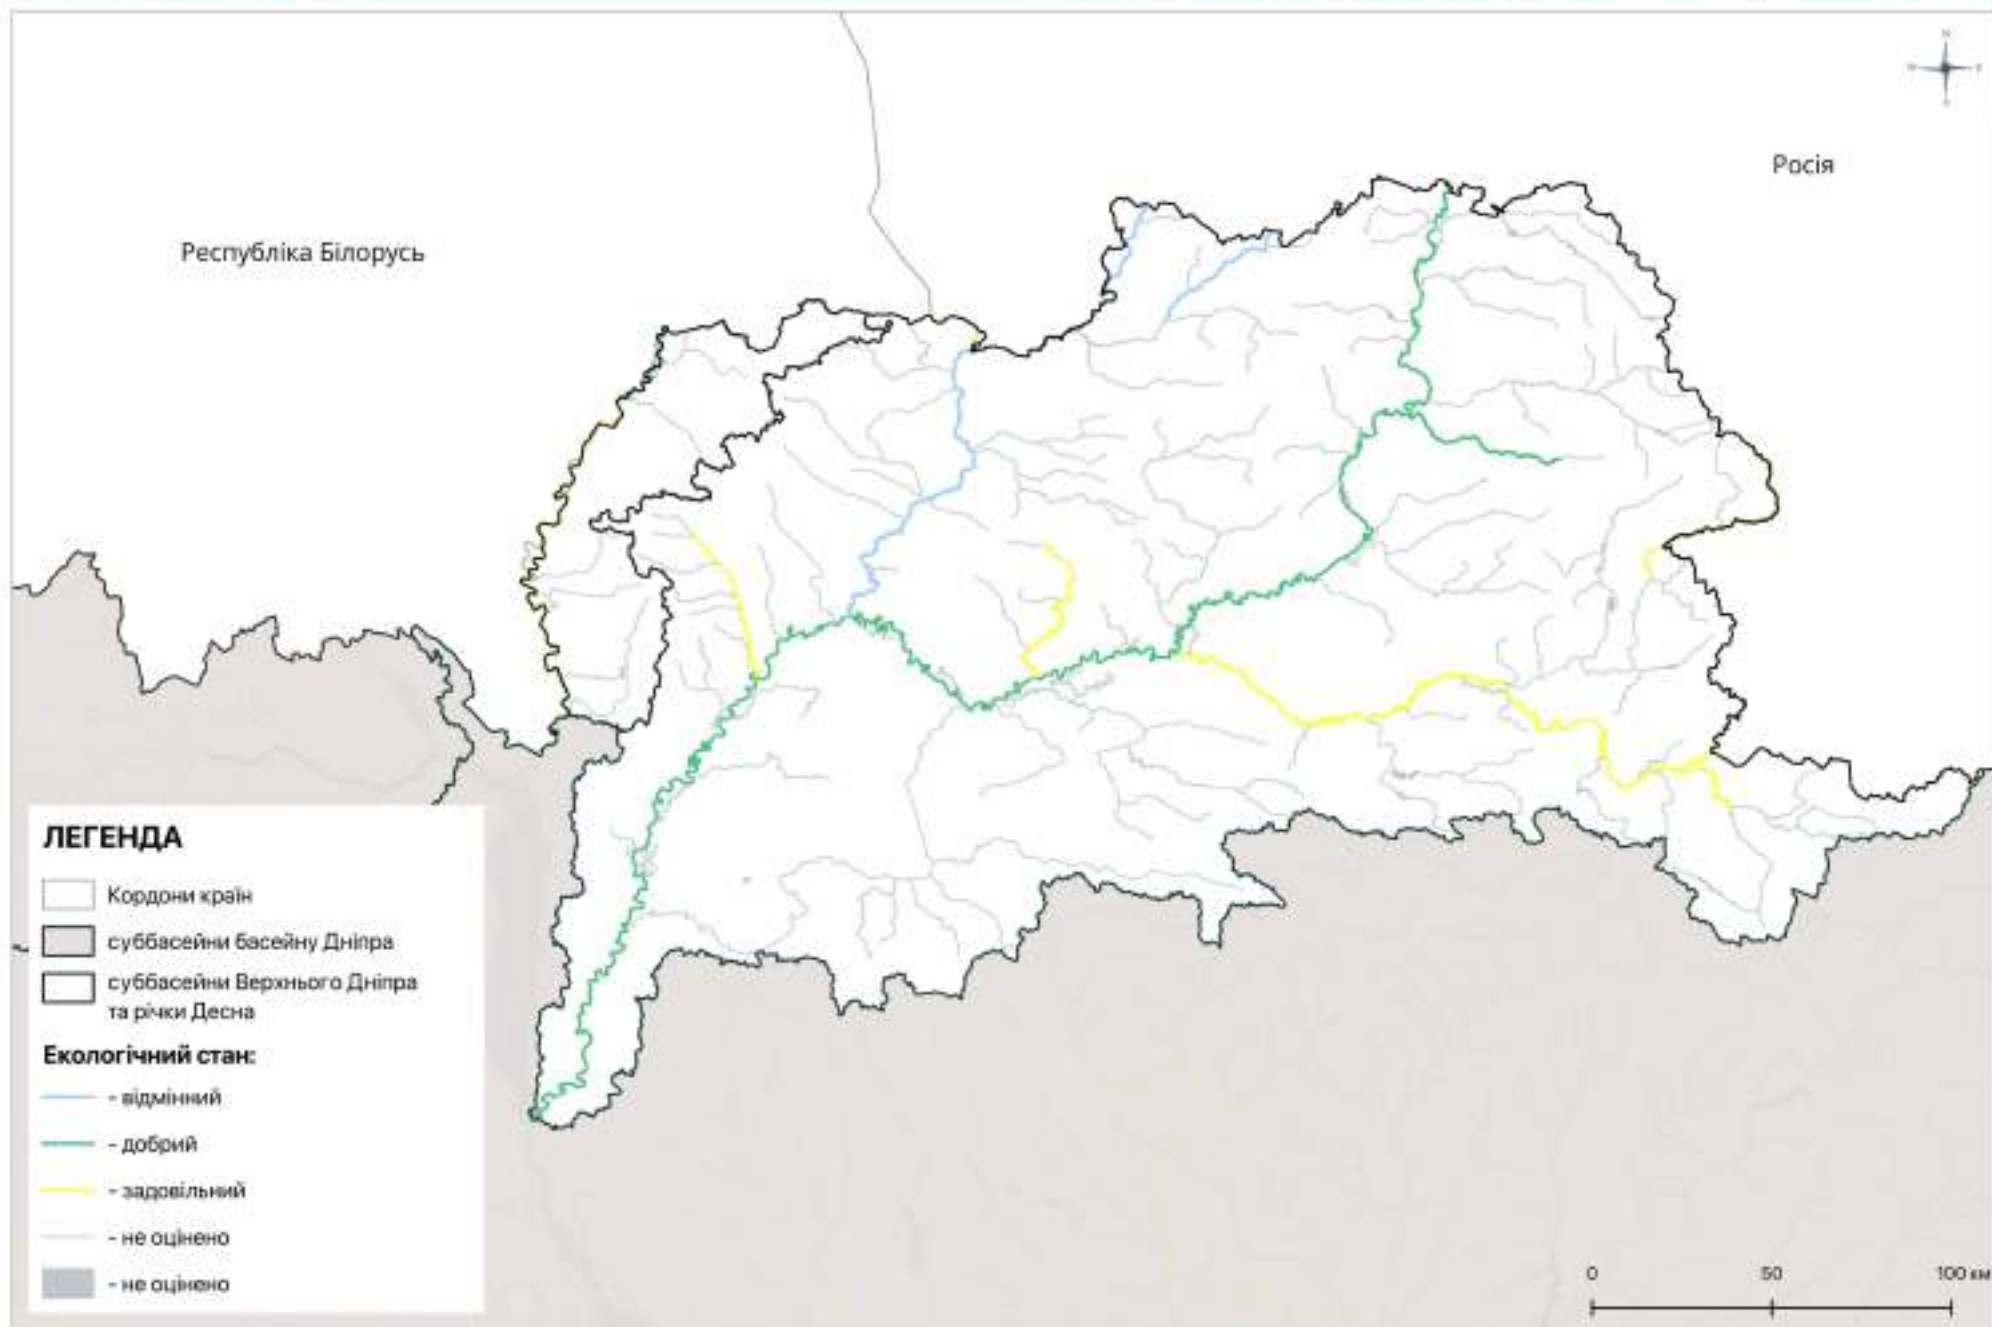 Росія
Республіка Білорусь
ЛЕГЕНДА
Кордони країн
суббасейни басейну Дніпра
суббасейни Верхнього Дніпра
та річки Десна
Екологічний стан:
- відмінний
- добрий
- задовільний
- не оцінено
- не оцінено
0 50 100 км